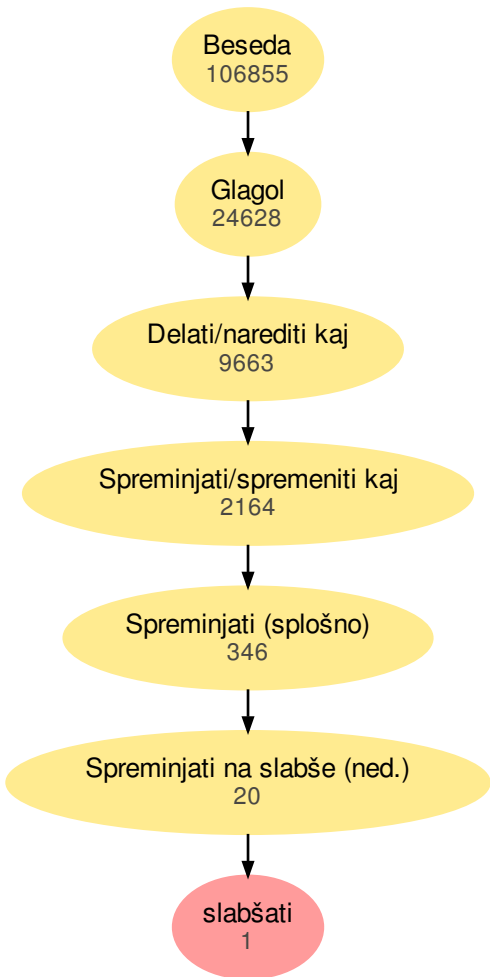 Beseda
106855
Glagol
24628
Delati/narediti kaj
9663
Spreminjati/spremeniti kaj
2164
Spreminjati (splošno)
346
Spreminjati na slabše (ned.)
20
slabšati
1